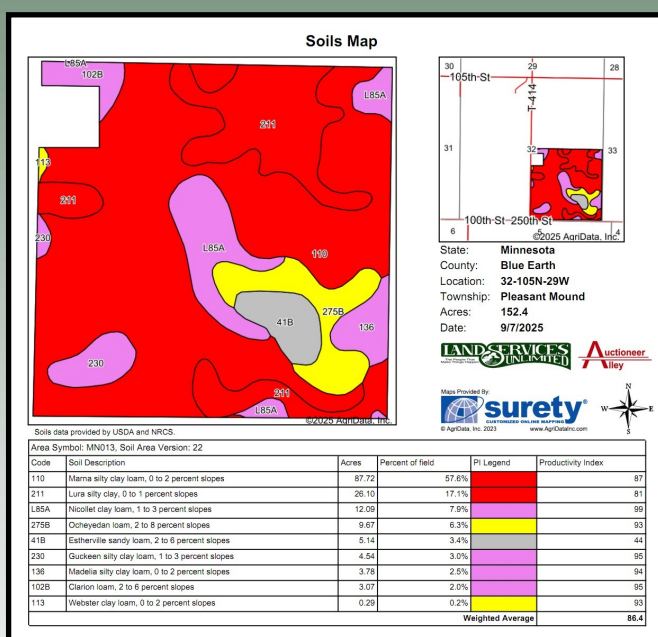 Soils Map
L85A
102B
L85A
211
113
211
230
L85A
110
275B
41B
136
230
211
L85A
©2025 AgriData, Inc.
30 29 28
105th St
T-414
31 32 33
100th St 250th St
©2025 AgriData, Inc.
6 5 4
State: Minnesota
County: Blue Earth
Location: 32-105N-29W
Township: Pleasant Mound
Acres: 152.4
Date: 9/7/2025
LAND SERVICES
UNLIMITED
Auctioneer
Alley
Maps Provided By:
surety®
CUSTOMIZED ONLINE MAPPING
© AgriData, Inc. 2023 www.AgriDataInc.com
N
W E
S
Soils data provided by USDA and NRCS.
Area Symbol: MN013, Soil Area Version: 22
Code Soil Description Acres Percent of field PI Legend Productivity Index
110 Marna silty clay loam, 0 to 2 percent slopes 87.72 57.6% 87
211 Lura silty clay, 0 to 1 percent slopes 26.10 17.1% 81
L85A Nicollet clay loam, 1 to 3 percent slopes 12.09 7.9% 99
275B Ocheyedan loam, 2 to 8 percent slopes 9.67 6.3% 93
41B Estherville sandy loam, 2 to 6 percent slopes 5.14 3.4% 44
230 Guckeen silty clay loam, 1 to 3 percent slopes 4.54 3.0% 95
136 Madelia silty clay loam, 0 to 2 percent slopes 3.78 2.5% 94
102B Clarion loam, 2 to 6 percent slopes 3.07 2.0% 95
113 Webster clay loam, 0 to 2 percent slopes 0.29 0.2% 93
Weighted Average 86.4